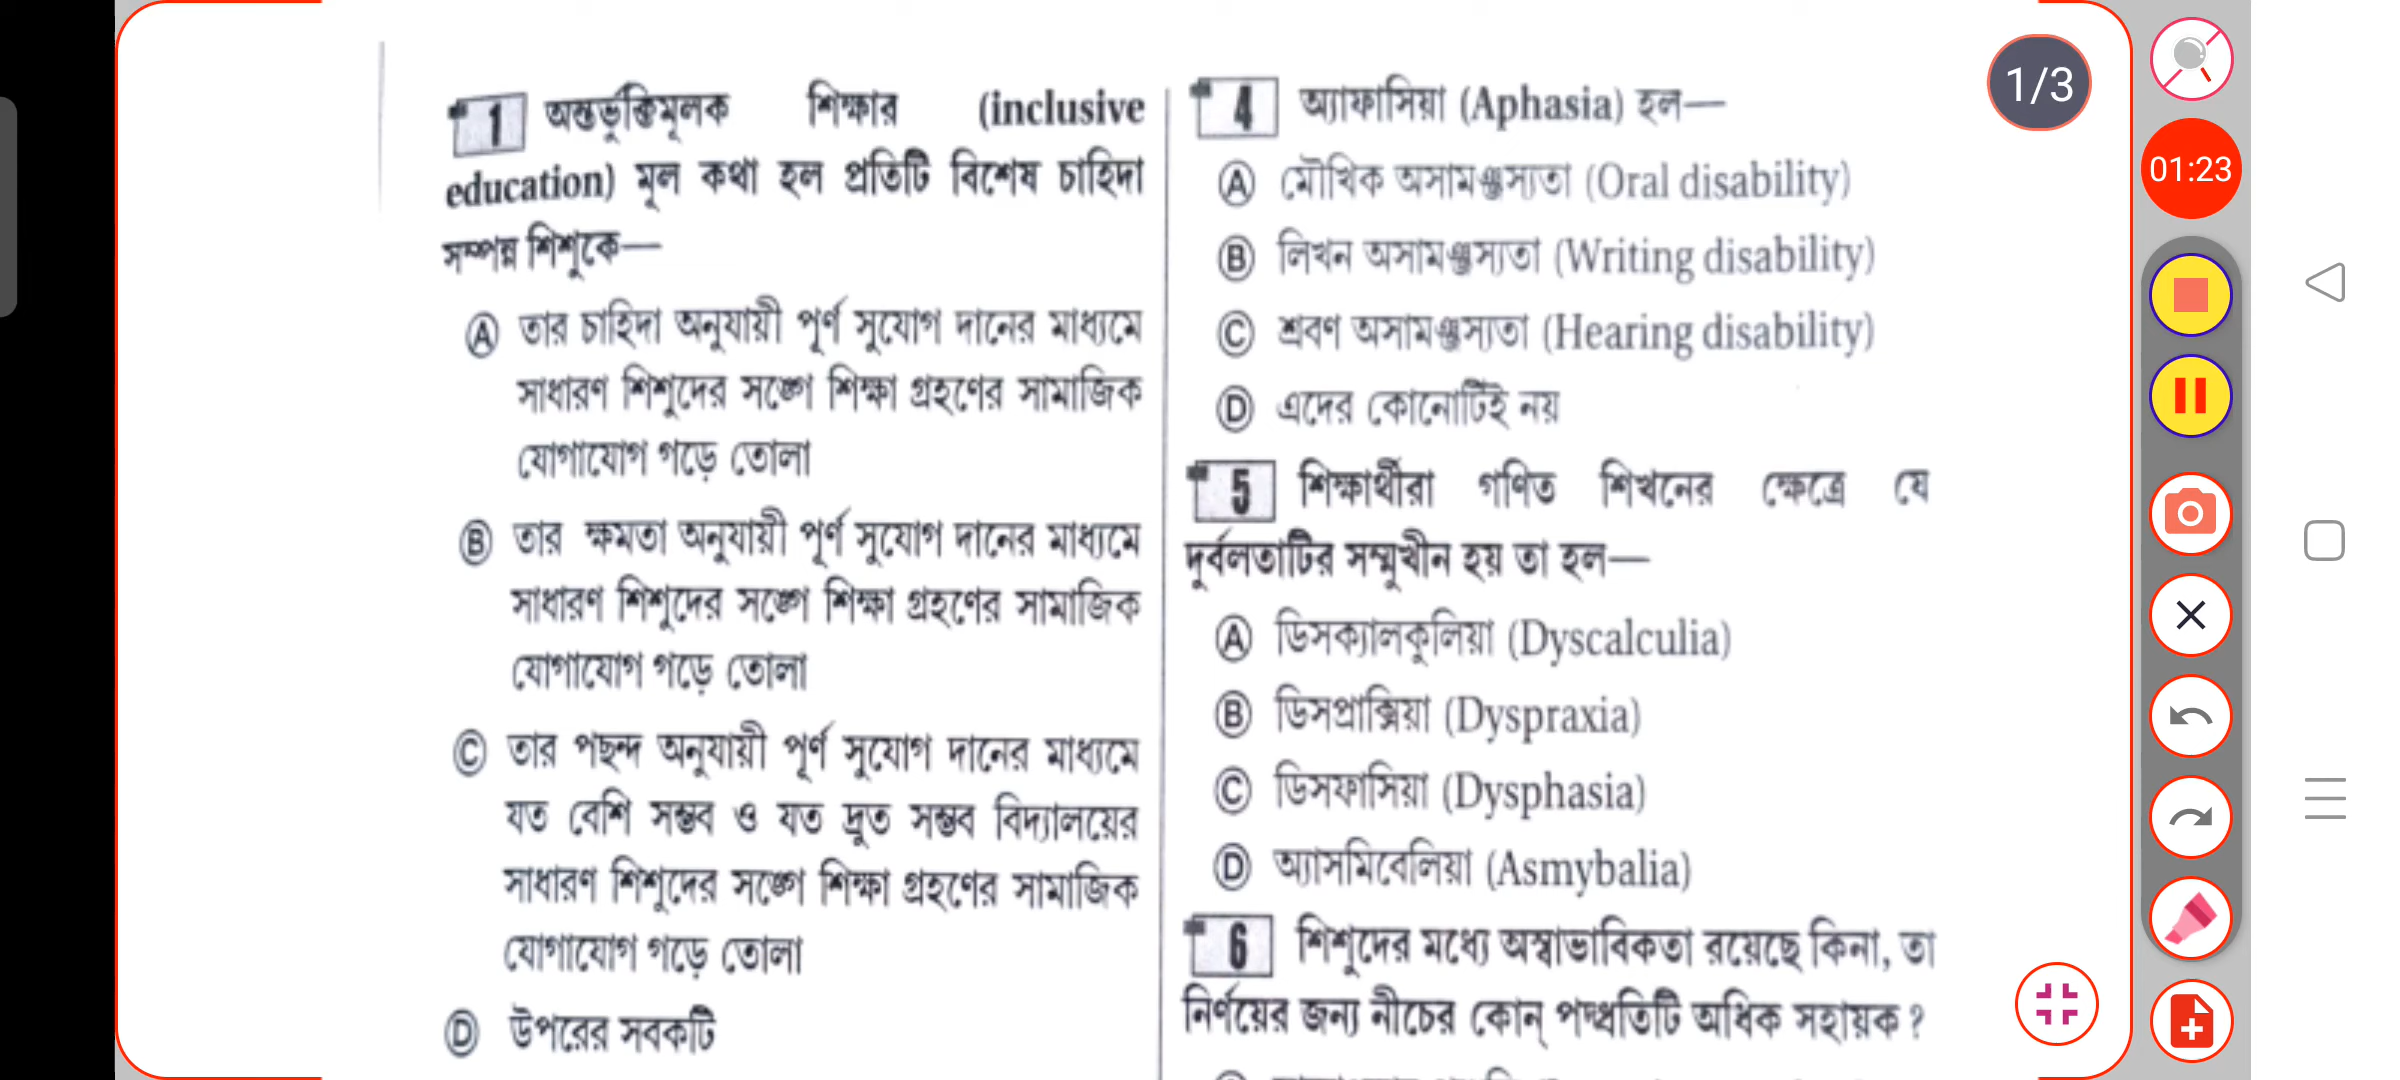 1 অন্তর্ভুক্তিমূলক শিক্ষার (inclusive
education) মূল কথা হল প্রতিটি বিশেষ চাহিদা
সম্পন্ন শিশুকে—
A তার চাহিদা অনুযায়ী পূর্ণ সুযোগ দানের মাধ্যমে
সাধারণ শিশুদের সঙ্গে শিক্ষা গ্রহণের সামাজিক
যোগাযোগ গড়ে তোলা
B তার ক্ষমতা অনুযায়ী পূর্ণ সুযোগ দানের মাধ্যমে
সাধারণ শিশুদের সঙ্গে শিক্ষা গ্রহণের সামাজিক
যোগাযোগ গড়ে তোলা
C তার পছন্দ অনুযায়ী পূর্ণ সুযোগ দানের মাধ্যমে
যত বেশি সম্ভব ও যত দ্রুত সম্ভব বিদ্যালয়ের
সাধারণ শিশুদের সঙ্গে শিক্ষা গ্রহণের সামাজিক
যোগাযোগ গড়ে তোলা
D উপরের সবকটি
4 অ্যাফাসিয়া (Aphasia) হল—
A মৌখিক অসামঞ্জস্যতা (Oral disability)
B লিখন অসামঞ্জস্যতা (Writing disability)
C শ্রবণ অসামঞ্জস্যতা (Hearing disability)
D এদের কোনোটিই নয়
5 শিক্ষার্থীরা গণিত শিখনের ক্ষেত্রে যে
দুর্বলতাটির সম্মুখীন হয় তা হল—
A ডিসক্যালকুলিয়া (Dyscalculia)
B ডিসপ্রাক্সিয়া (Dyspraxia)
C ডিসফাসিয়া (Dysphasia)
D অ্যাসমিবেলিয়া (Asmybalia)
6 শিশুদের মধ্যে অস্বাভাবিকতা রয়েছে কিনা, তা
নির্ণয়ের জন্য নীচের কোন্ পদ্ধতিটি অধিক সহায়ক?
1/3
01:23